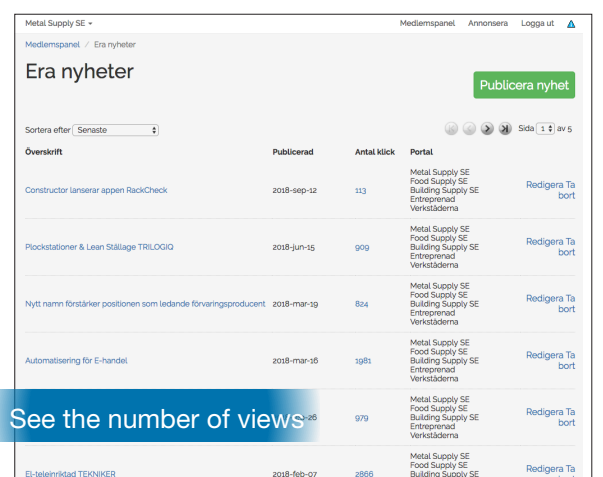 Metal Supply SE
Medlemspanel Annonsera Logga ut
Medlemspanel / Era nyheter
Era nyheter
Publicera nyhet
Sortera efter Senaste
Sida 1 av 5
Överskrift Publicerad Antal klick Portal
Metal Supply SE
Food Supply SE
Constructor lanserar appen RackCheck 2018-sep-12 113 Building Supply SE Redigera Ta
Entreprenad bort
Verkstäderna
Metal Supply SE
Food Supply SE
Plockstationer & Lean Ställage TRILOGIQ 2018-jun-15 909 Building Supply SE Redigera Ta
Entreprenad bort
Verkstäderna
Metal Supply SE
Food Supply SE
Nytt namn förstärker positionen som ledande förvaringsproducent 2018-mar-19 824 Building Supply SE Redigera Ta
Entreprenad bort
Verkstäderna
Metal Supply SE
Food Supply SE
Automatisering för E-handel 2018-mar-16 1981 Building Supply SE Redigera Ta
Entreprenad bort
Verkstäderna
Metal Supply SE
Food Supply SE
See the number of views -26 979 Building Supply SE Redigera Ta
Entreprenad bort
Verkstäderna
Metal Supply SE
Food Supply SE
El-teleinriktad TEKNIKER 2018-feb-07 2866 Building Supply SE Redigera Ta